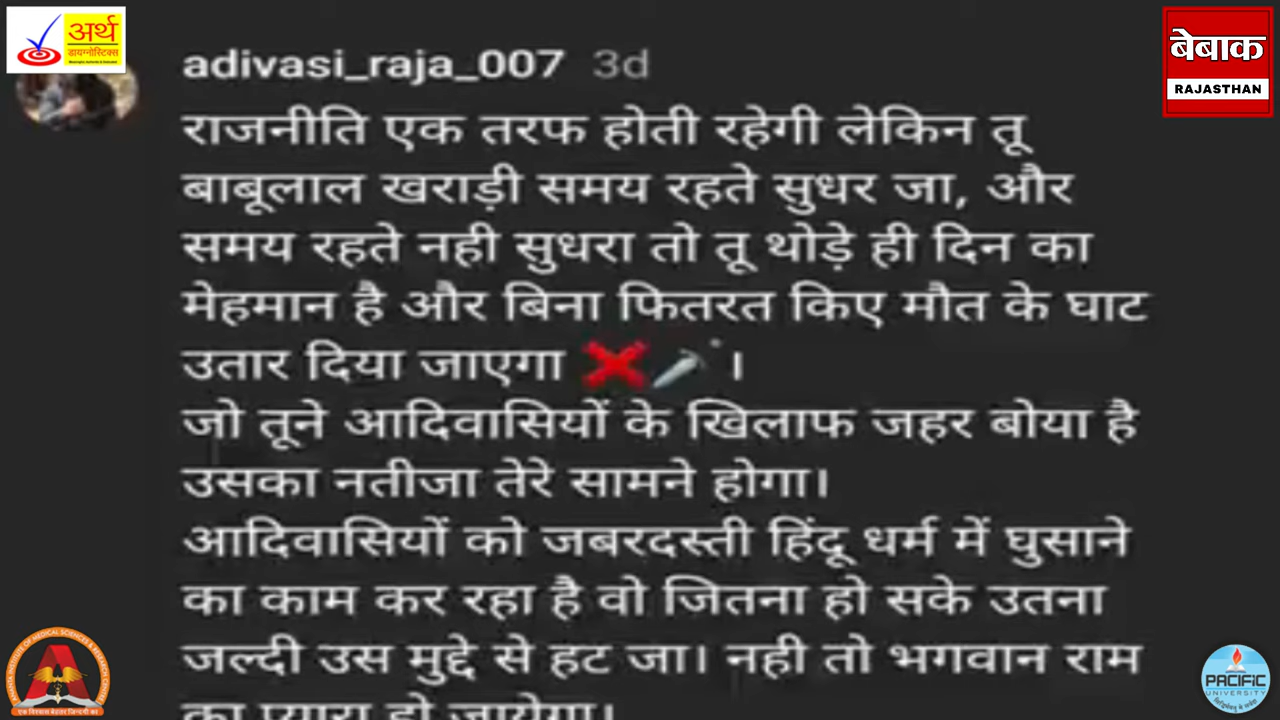 अर्थ
डायग्नोस्टिक्स
बेबाक
RAJASTHAN
adivasi_raja_007 3d
राजनीति एक तरफ होती रहेगी लेकिन तू
बाबूलाल खराड़ी समय रहते सुधर जा, और
समय रहते नही सुधरा तो तू थोड़े ही दिन का
मेहमान है और बिना फितरत किए मौत के घाट
उतार दिया जाएगा ❌🗡️।
जो तूने आदिवासियों के खिलाफ जहर बोया है
उसका नतीजा तेरे सामने होगा।
आदिवासियों को जबरदस्ती हिंदू धर्म में घुसाने
का काम कर रहा है वो जितना हो सके उतना
जल्दी उस मुद्दे से हट जा। नही तो भगवान राम
का प्यारा हो जायेगा।
PACIFIC
UNIVERSITY